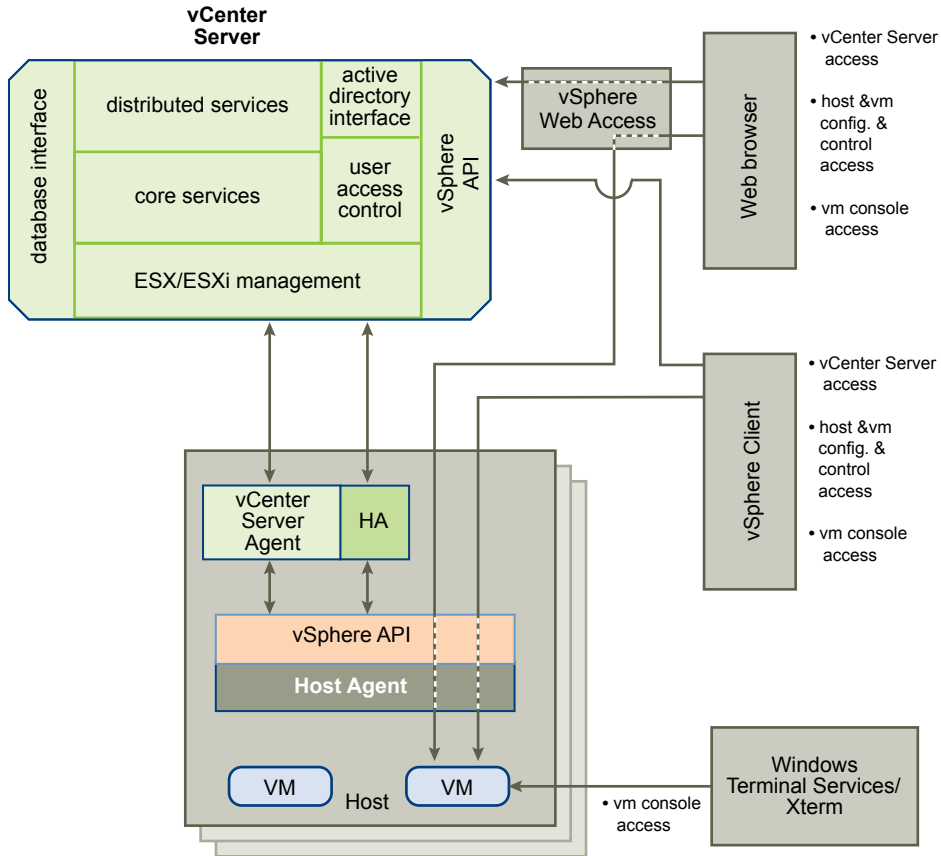 vCenter
Server
database interface
distributed services
active
directory
interface
core services
user
access
control
vSphere
API
ESX/ESXi management
vSphere
Web Access
Web browser
• vCenter Server
access
• host &vm
config. &
control
access
• vm console
access
vSphere Client
• vCenter Server
access
• host &vm
config. &
control
access
• vm console
access
vCenter
Server
Agent
HA
vSphere API
Host Agent
VM
Host
VM
• vm console
access
Windows
Terminal Services/
Xterm